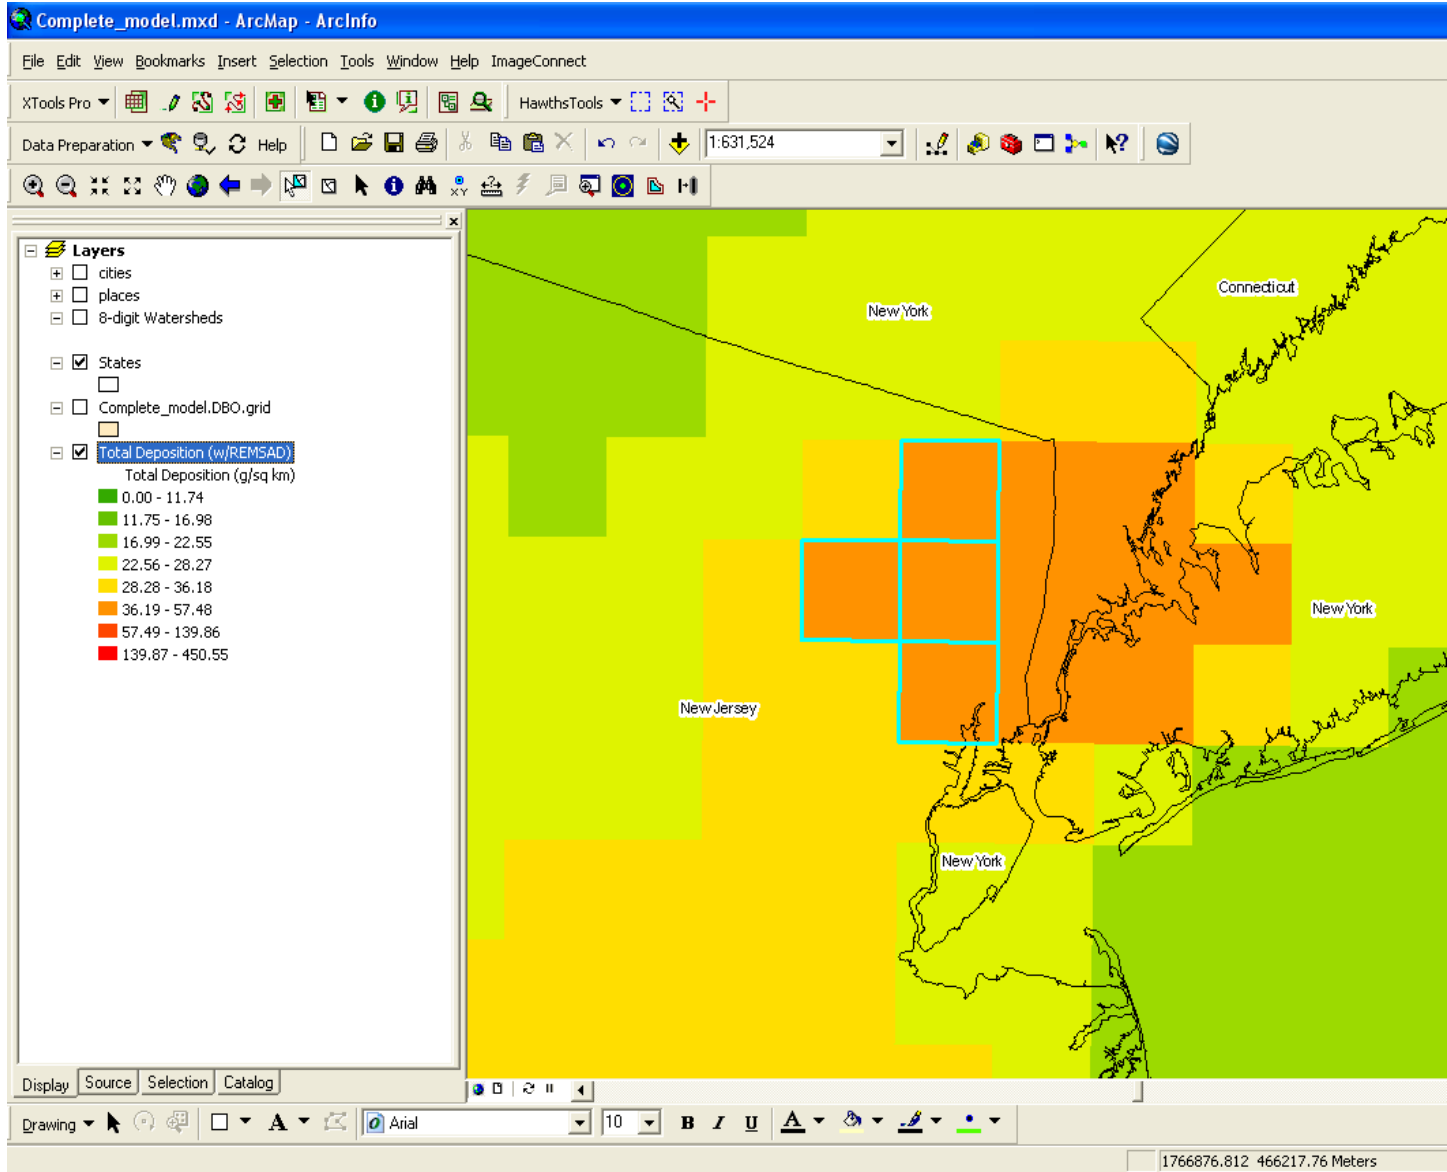 Complete_model.mxd - ArcMap - ArcInfo
File Edit View Bookmarks Insert Selection Tools Window Help ImageConnect
XTools Pro HawthsTools
Data Preparation Help 1:631,524
Layers
cities
places
8-digit Watersheds
States
Complete_model.DBO.grid
Total Deposition (w/REMSAD)
Total Deposition (g/sq km)
0.00 - 11.74
11.75 - 16.98
16.99 - 22.55
22.56 - 28.27
28.28 - 36.18
36.19 - 57.48
57.49 - 139.86
139.87 - 450.55
Connecticut
New York
New York
New Jersey
New York
Display Source Selection Catalog
Drawing A Arial 10 B I U A
1766876.812 466217.76 Meters